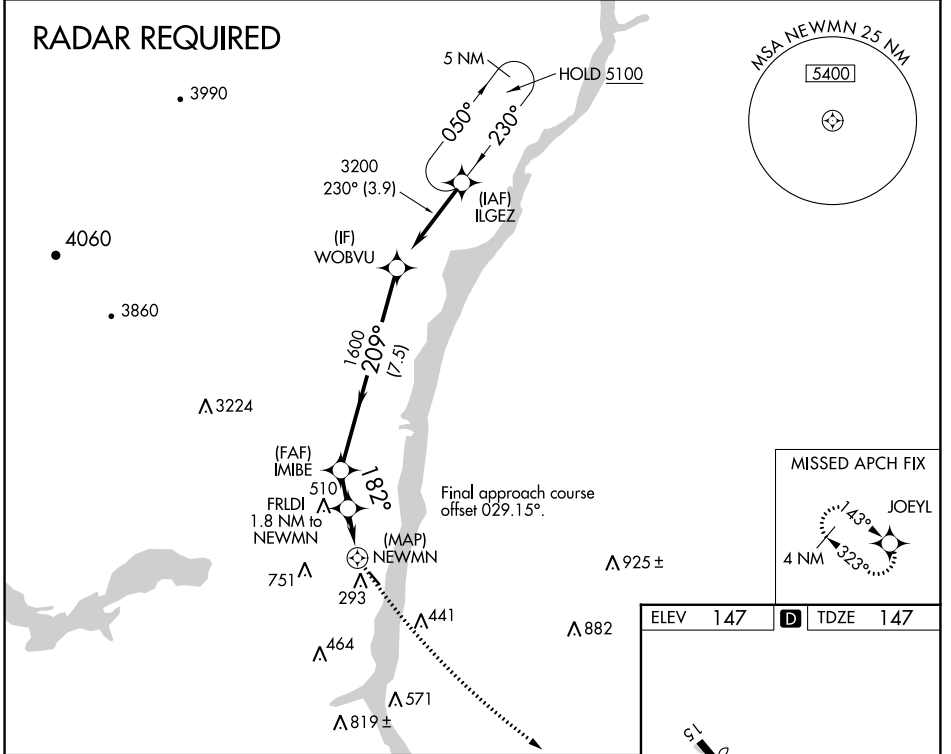 RADAR REQUIRED
MSA NEWMN 25 NM
5400
5 NM
HOLD 5100
3990
050°
230°
3200
230° (3.9)
(IAF)
ILGEZ
4060
(IF)
WOBVU
3860
1600
209°
(7.5)
3224
(FAF)
IMIBE
182°
510
FRLDI
1.8 NM to
NEWMN
Final approach course
offset 029.15°.
(MAP)
NEWMN
MISSED APCH FIX
JOEYL
143°
4 NM
323°
751
293
925 ±
441
882
464
571
819 ±
ELEV 147 D TDZE 147
15